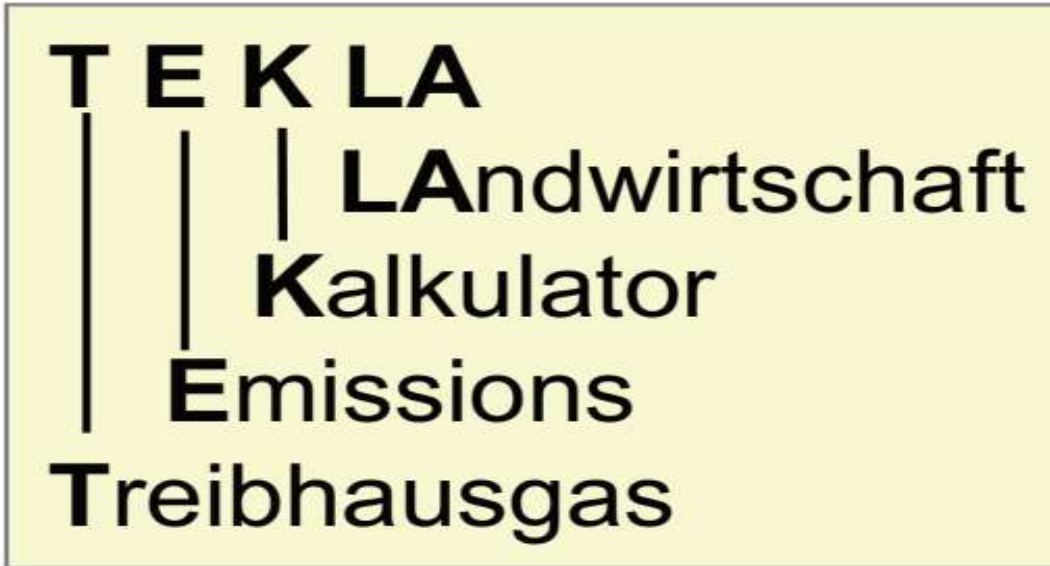 T E K LA
LAndwirtschaft
Kalkulator
Emissions
Treibhausgas